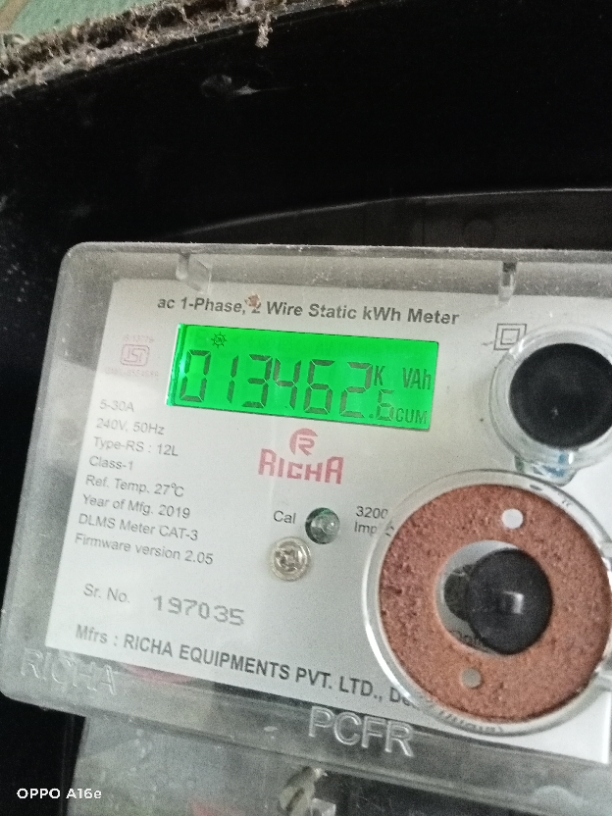 ac 1-Phase, 2 Wire Static kWh Meter
013462.6 K VAh
CUM
5-30A
240V, 50Hz
Type-RS : 12L
Class-1
Ref. Temp. 27°C
Year of Mfg. 2019
DLMS Meter CAT-3
Firmware version 2.05
RICHA
Cal
3200
Imp
Sr. No. 197035
Mfrs : RICHA EQUIPMENTS PVT. LTD.,
RICHA
PCFR
OPPO A16e